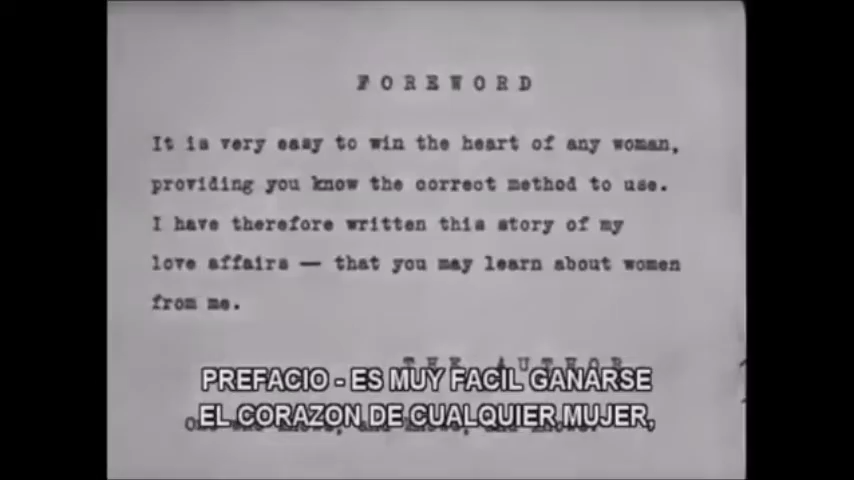 FOREWORD
It is very easy to win the heart of any woman,
providing you know the correct method to use.
I have therefore written this story of my
love affairs — that you may learn about women
from me.
THE AUTHOR
PREFACIO - ES MUY FACIL GANARSE
EL CORAZON DE CUALQUIER MUJER,